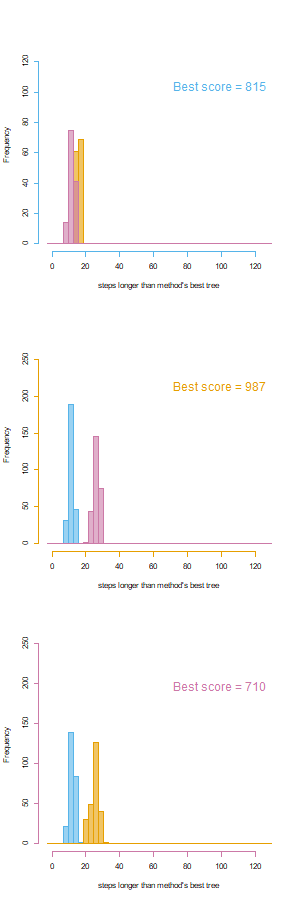 Best score = 815
Frequency
0 20 40 60 80 100 120
0 20 40 60 80 100 120
steps longer than method's best tree
Best score = 987
Frequency
0 50 100 150 200 250
0 20 40 60 80 100 120
steps longer than method's best tree
Best score = 710
Frequency
0 50 100 150 200 250
0 20 40 60 80 100 120
steps longer than method's best tree